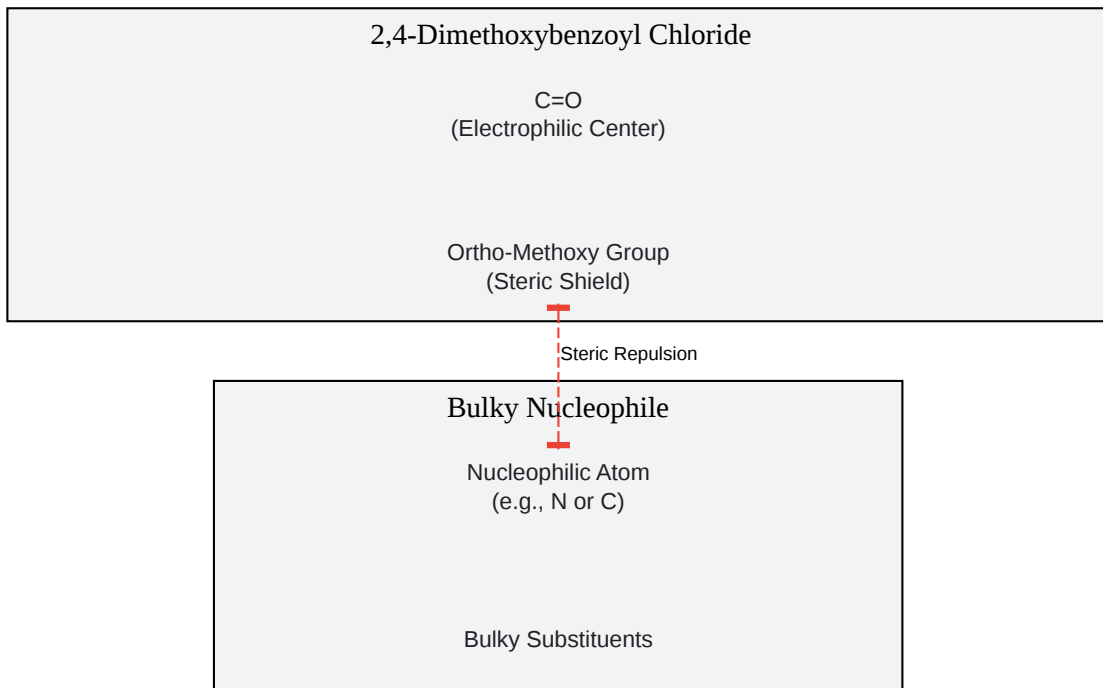 2,4-Dimethoxybenzoyl Chloride
C=O
(Electrophilic Center)
Ortho-Methoxy Group
(Steric Shield)
Steric Repulsion
Bulky Nucleophile
Nucleophilic Atom
(e.g., N or C)
Bulky Substituents